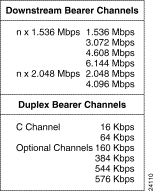 Downstream Bearer Channels
n x 1.536 Mbps 1.536 Mbps
3.072 Mbps
4.608 Mbps
6.144 Mbps
n x 2.048 Mbps 2.048 Mbps
4.096 Mbps
Duplex Bearer Channels
C Channel 16 Kbps
64 Kbps
Optional Channels 160 Kbps
384 Kbps
544 Kbps
576 Kbps
24110